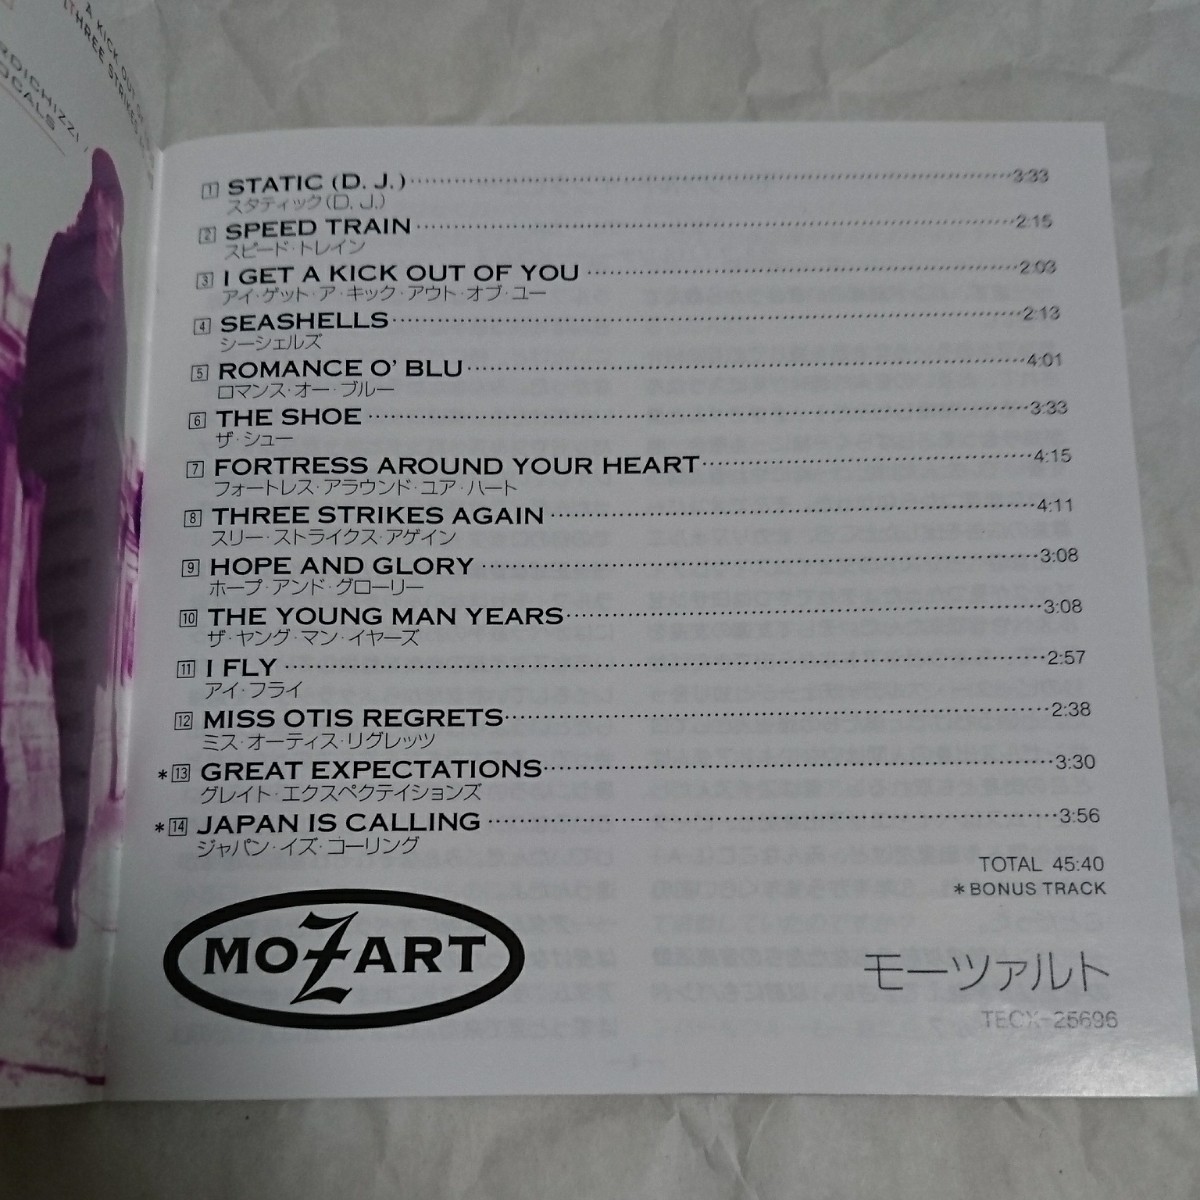 A KICK OUT
THREE STRIKES
1 STATIC (D. J.) 3:33
スタティック(D. J.)
2 SPEED TRAIN 2:15
スピード・トレイン
3 I GET A KICK OUT OF YOU 2:03
アイ・ゲット・ア・キック・アウト・オブ・ユー
4 SEASHELLS 2:13
シーシェルズ
5 ROMANCE O' BLU 4:01
ロマンス・オー・ブルー
6 THE SHOE 3:33
ザ・シュー
7 FORTRESS AROUND YOUR HEART 4:15
フォートレス・アラウンド・ユア・ハート
8 THREE STRIKES AGAIN 4:11
スリー・ストライクス・アゲイン
9 HOPE AND GLORY 3:08
ホープ・アンド・グローリー
10 THE YOUNG MAN YEARS 3:08
ザ・ヤング・マン・イヤーズ
11 I FLY 2:57
アイ・フライ
12 MISS OTIS REGRETS 2:38
ミス・オーティス・リグレッツ
*13 GREAT EXPECTATIONS 3:30
グレイト・エクスペクテイションズ
*14 JAPAN IS CALLING 3:56
ジャパン・イズ・コーリング
TOTAL 45:40
*BONUS TRACK
MOZART
モーツァルト
TECX-25696